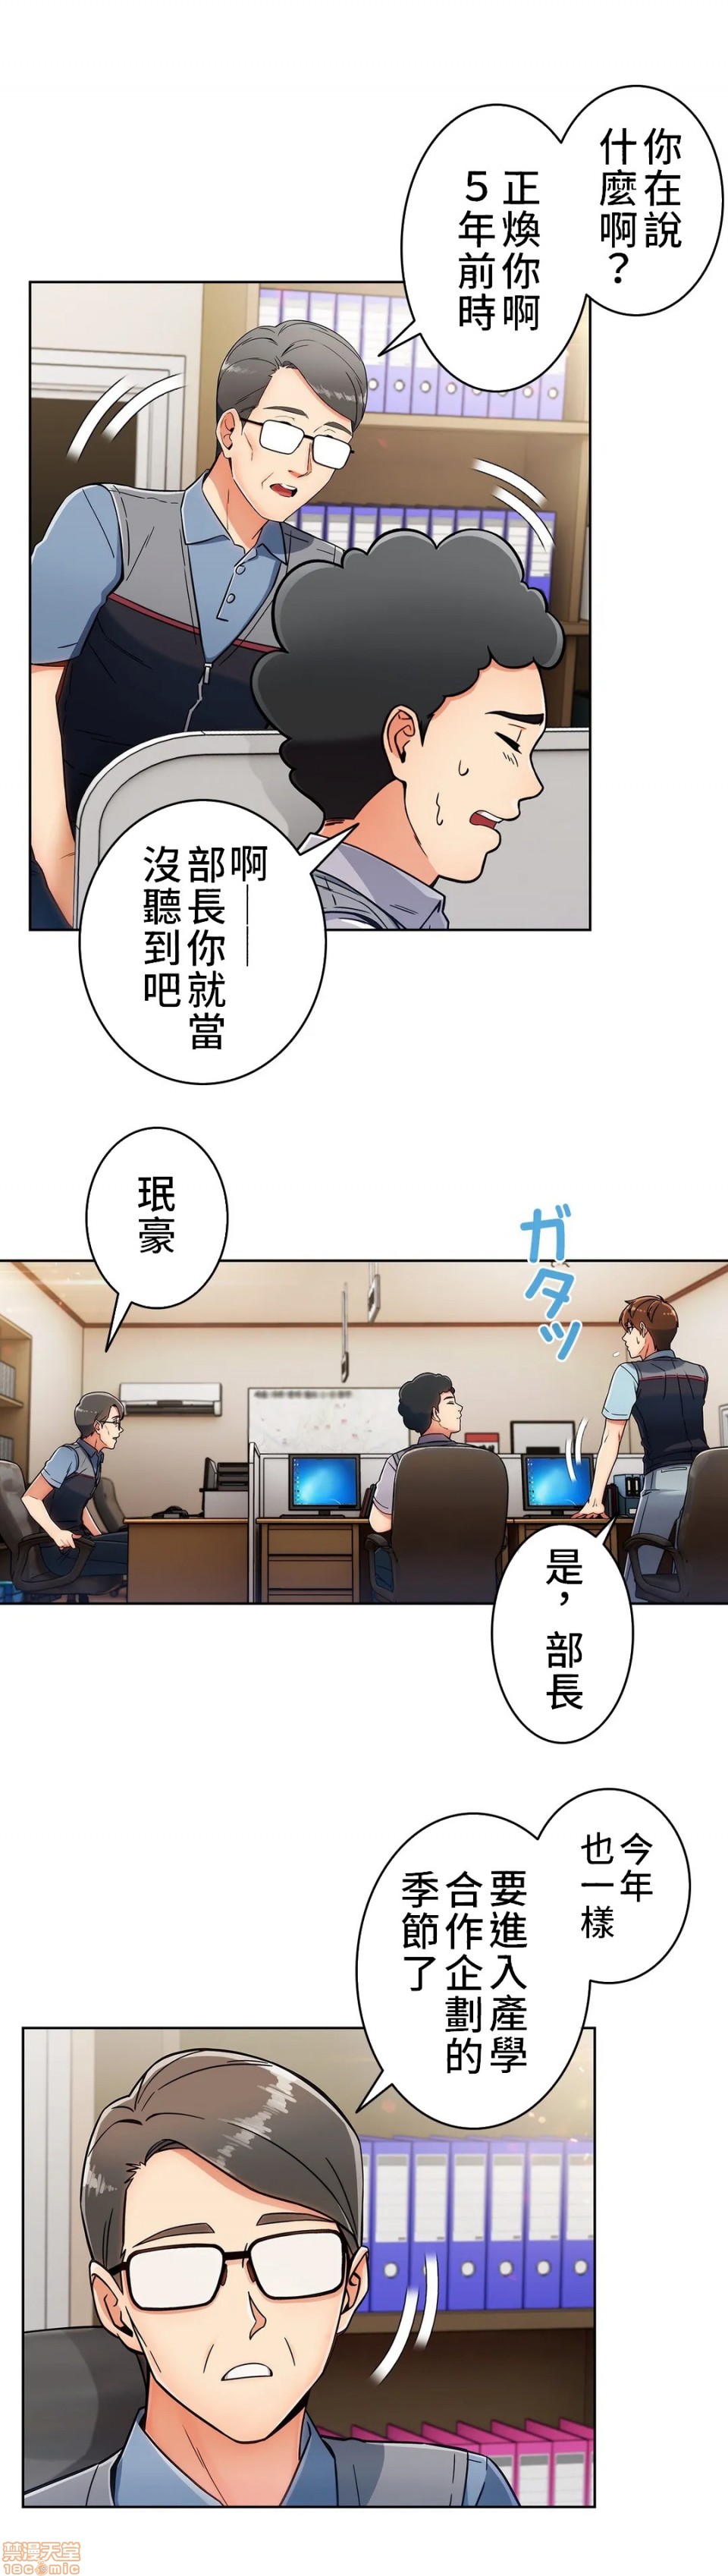 你在說
什麼啊？
正煥你啊
５年前時
啊——
部長你就當
沒聽到吧
珉豪
ガタッ
是，部長
今年
也一樣
要進入產學
合作企劃的
季節了
禁漫天堂
18comic